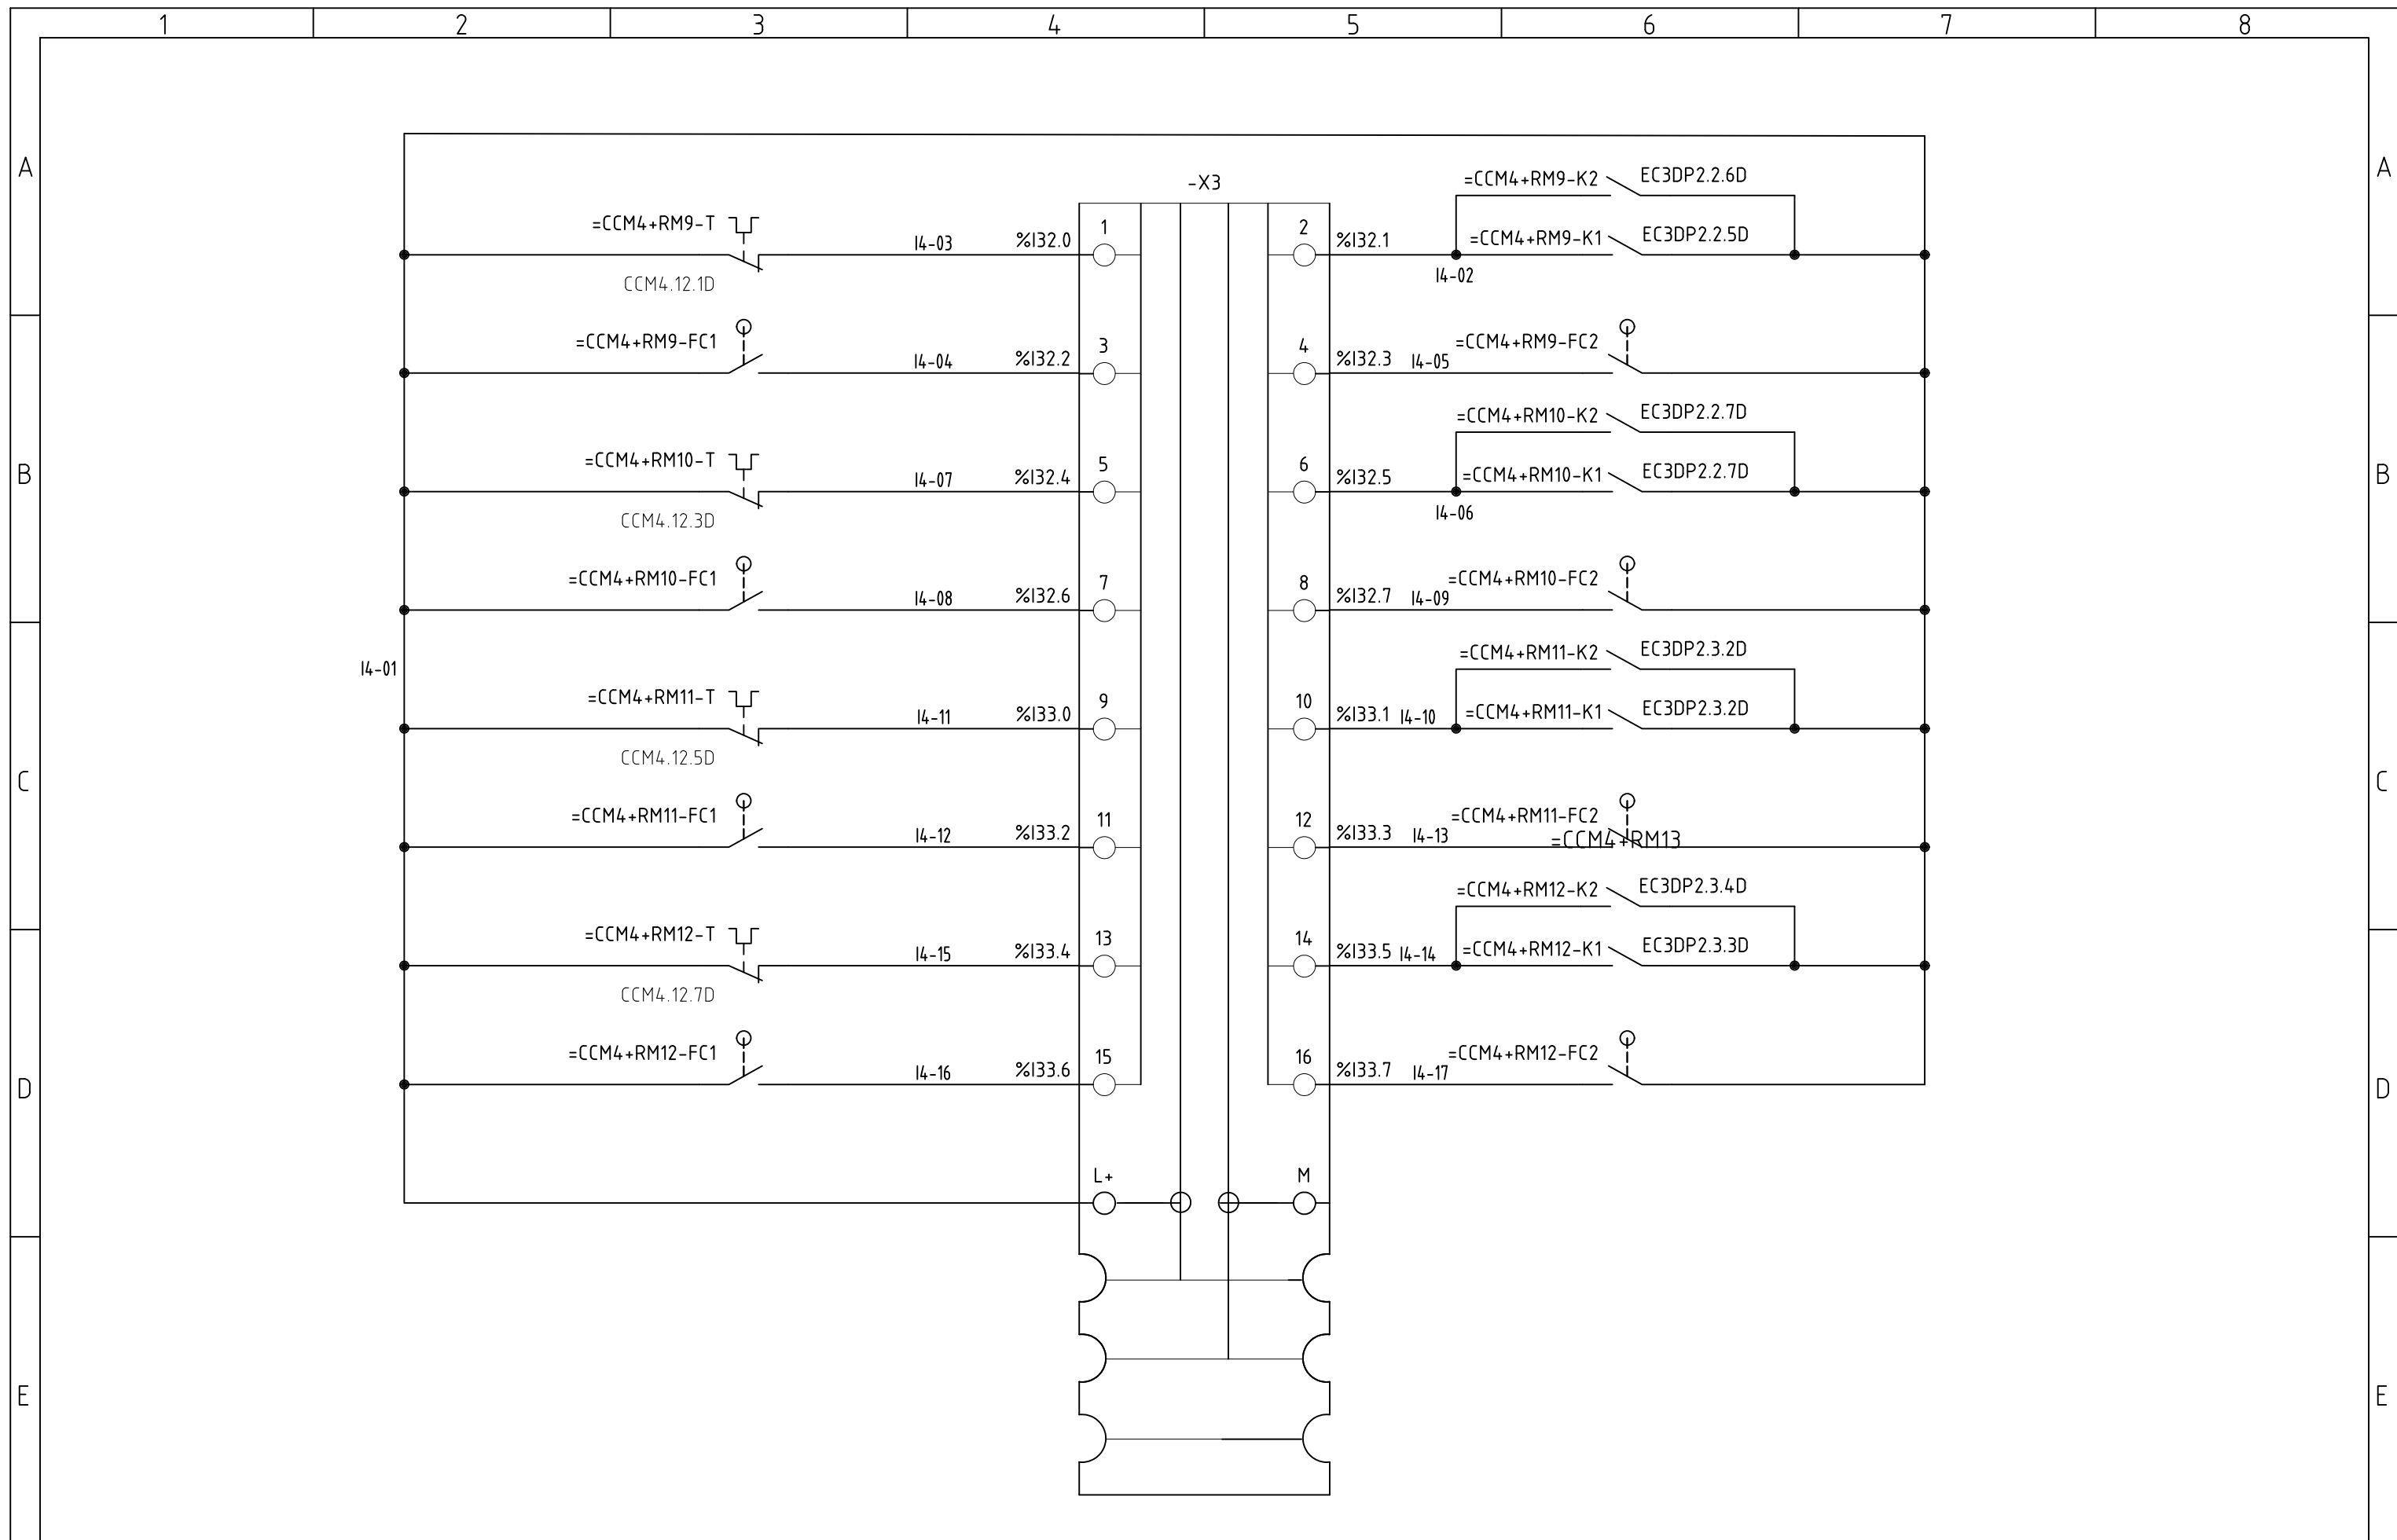 1 2 3 4 5 6 7 8
A A
-X3
=CCM4+RM9-K2 EC3DP2.2.6D
=CCM4+RM9-T I4-03 %I32.0 1 2 %I32.1 =CCM4+RM9-K1 EC3DP2.2.5D
CCM4.12.1D I4-02
=CCM4+RM9-FC1 I4-04 %I32.2 3 4 %I32.3 I4-05 =CCM4+RM9-FC2
=CCM4+RM10-K2 EC3DP2.2.7D
B B
=CCM4+RM10-T I4-07 %I32.4 5 6 %I32.5 =CCM4+RM10-K1 EC3DP2.2.7D
CCM4.12.3D I4-06
=CCM4+RM10-FC1 I4-08 %I32.6 7 8 %I32.7 I4-09 =CCM4+RM10-FC2
I4-01
=CCM4+RM11-K2 EC3DP2.3.2D
=CCM4+RM11-T I4-11 %I33.0 9 10 %I33.1 I4-10 =CCM4+RM11-K1 EC3DP2.3.2D
CCM4.12.5D
C C
=CCM4+RM11-FC1 I4-12 %I33.2 11 12 %I33.3 I4-13 =CCM4+RM11-FC2
=CCM4+RM13
=CCM4+RM12-K2 EC3DP2.3.4D
=CCM4+RM12-T I4-15 %I33.4 13 14 %I33.5 I4-14 =CCM4+RM12-K1 EC3DP2.3.3D
CCM4.12.7D
=CCM4+RM12-FC1 I4-16 %I33.6 15 16 %I33.7 I4-17 =CCM4+RM12-FC2
D D
L+ M
E E